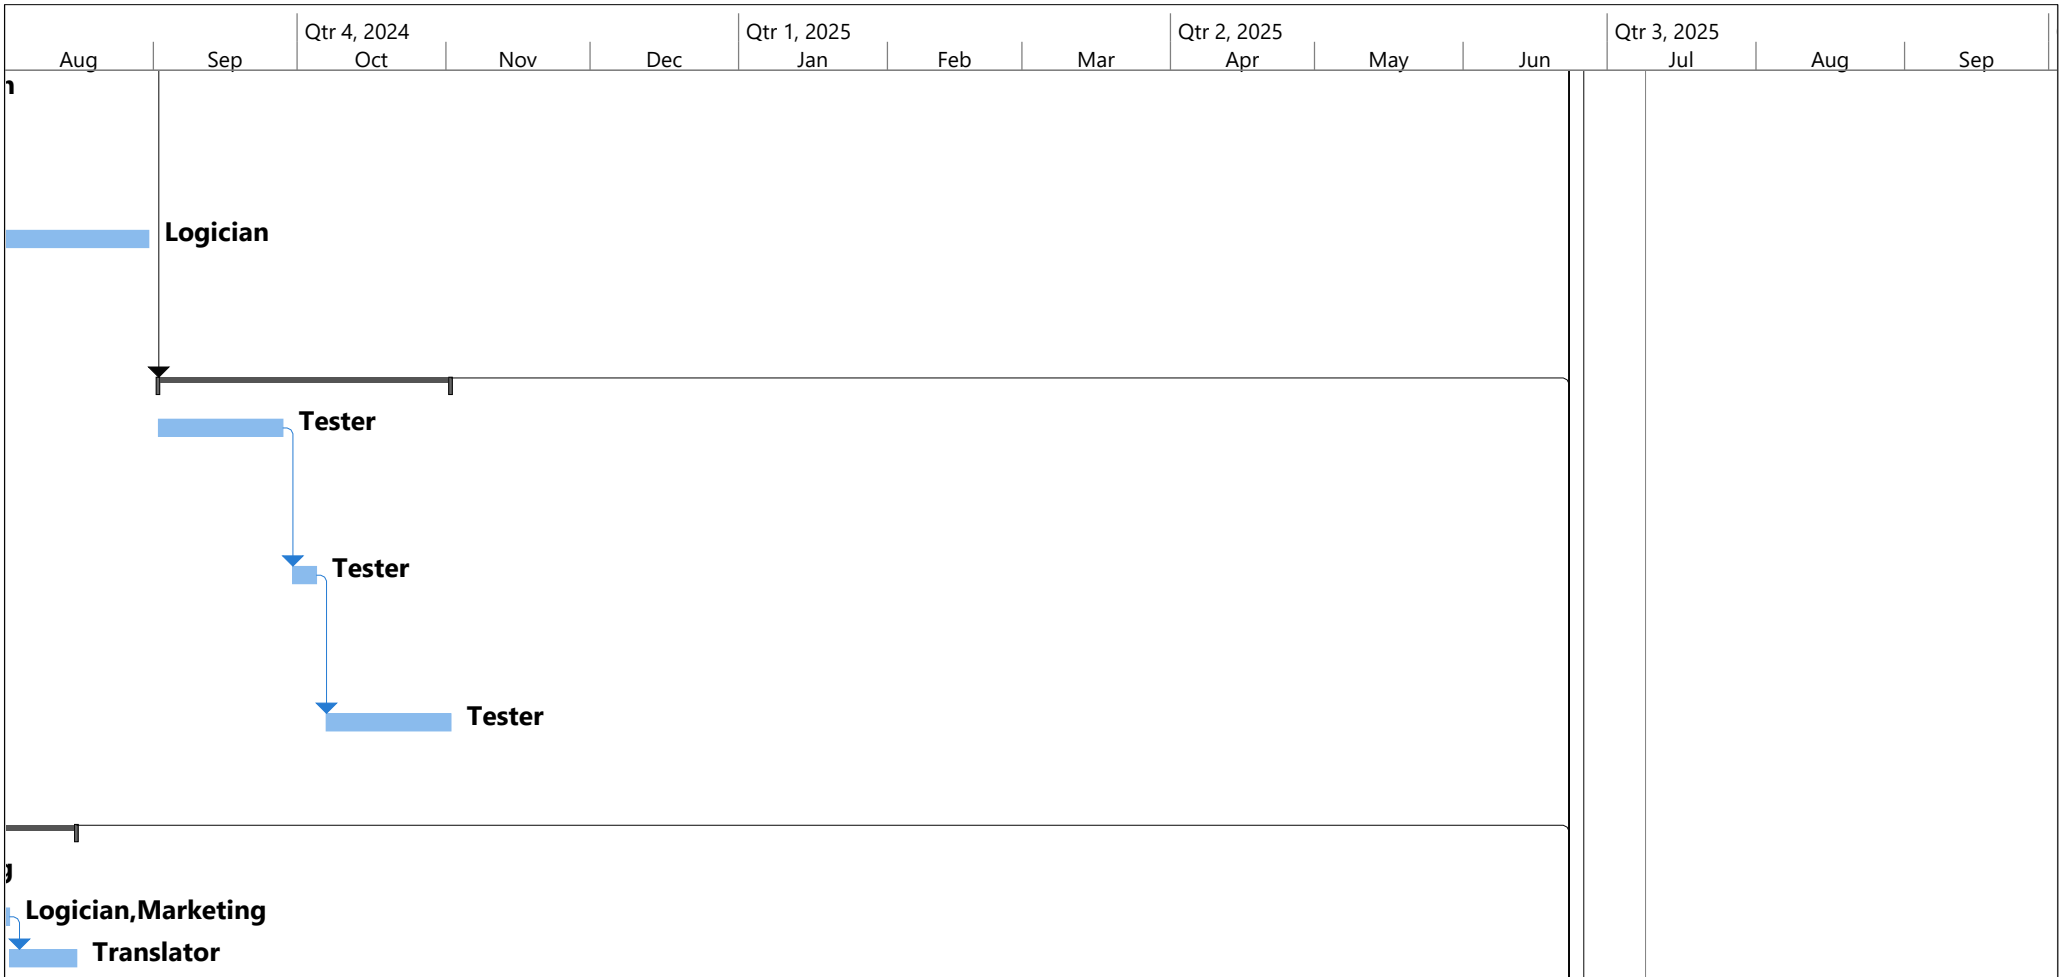 Qtr 4, 2024 Qtr 1, 2025 Qtr 2, 2025 Qtr 3, 2025
Aug Sep Oct Nov Dec Jan Feb Mar Apr May Jun Jul Aug Sep
Logician
Tester
Tester
Tester
Logician,Marketing
Translator